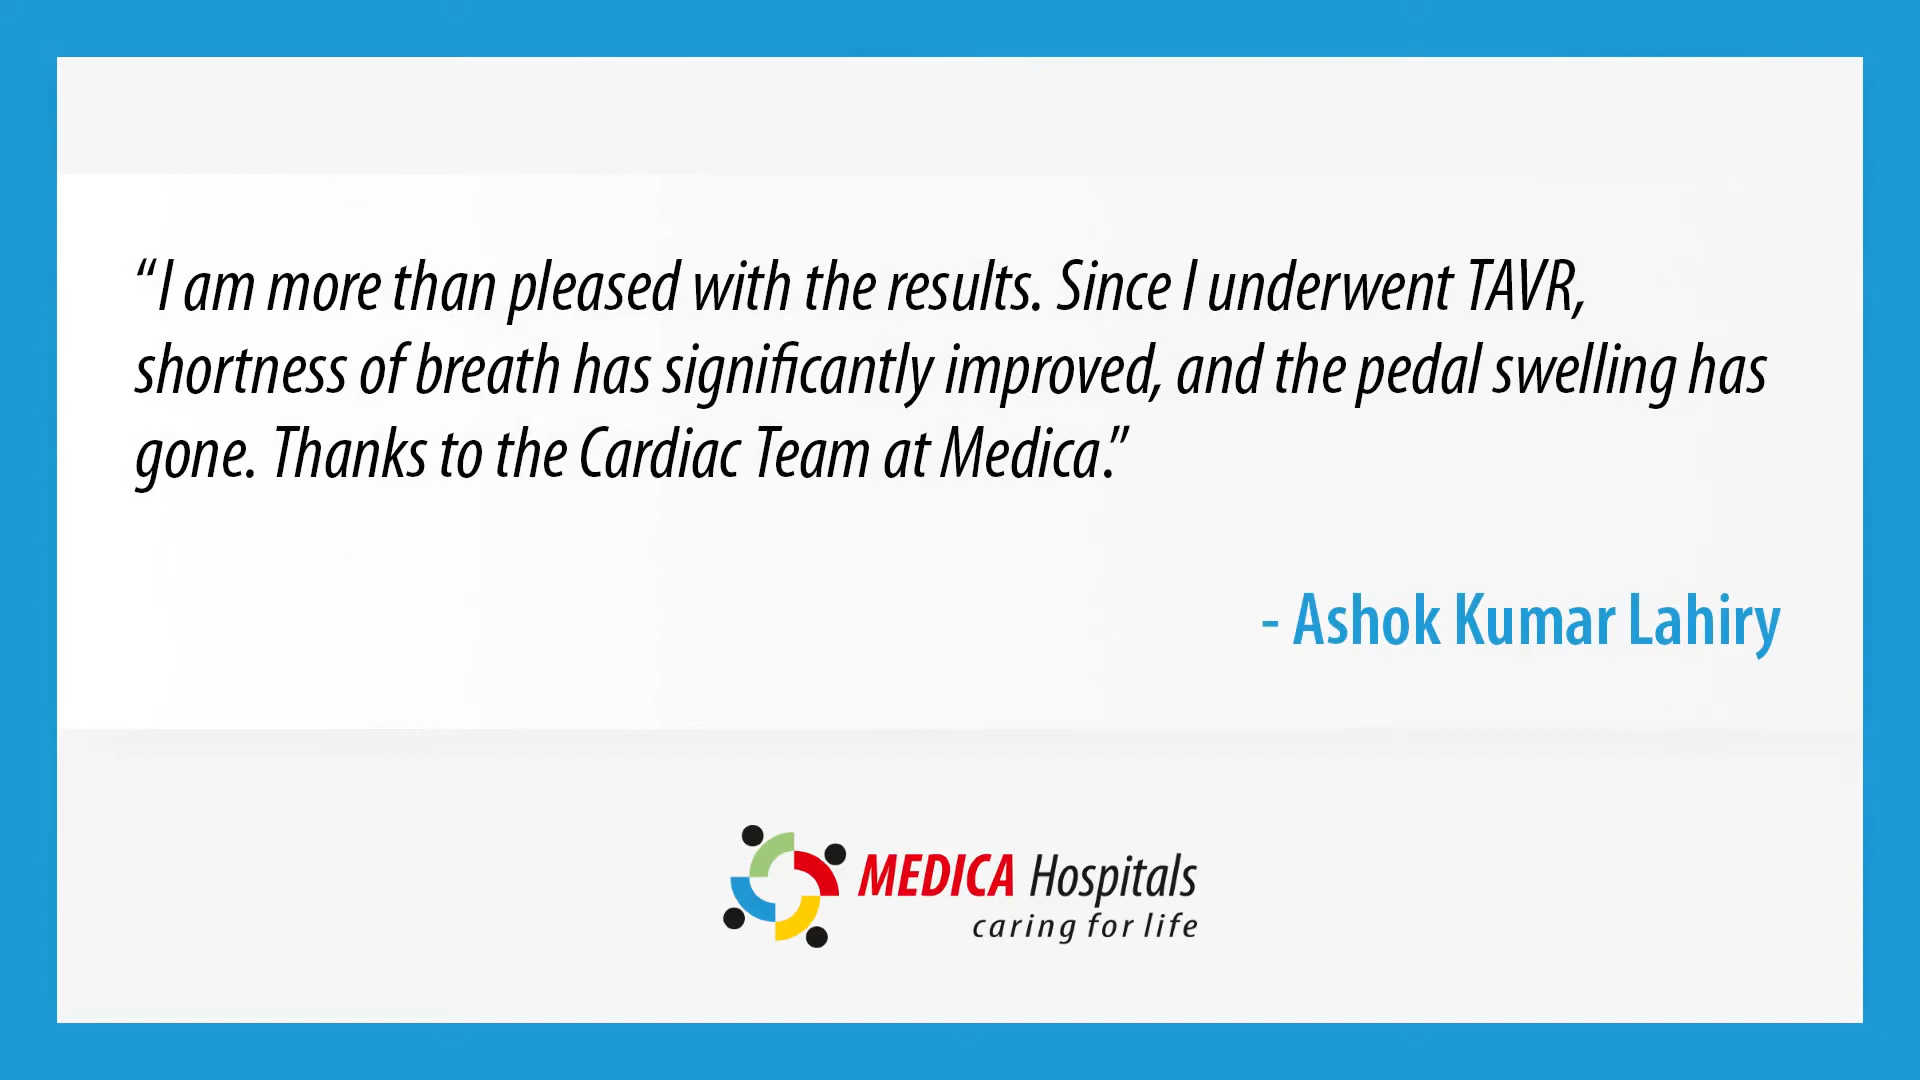 “I am more than pleased with the results. Since I underwent TAVR,
shortness of breath has significantly improved, and the pedal swelling has
gone. Thanks to the Cardiac Team at Medica.”
- Ashok Kumar Lahiry
MEDICA Hospitals
caring for life